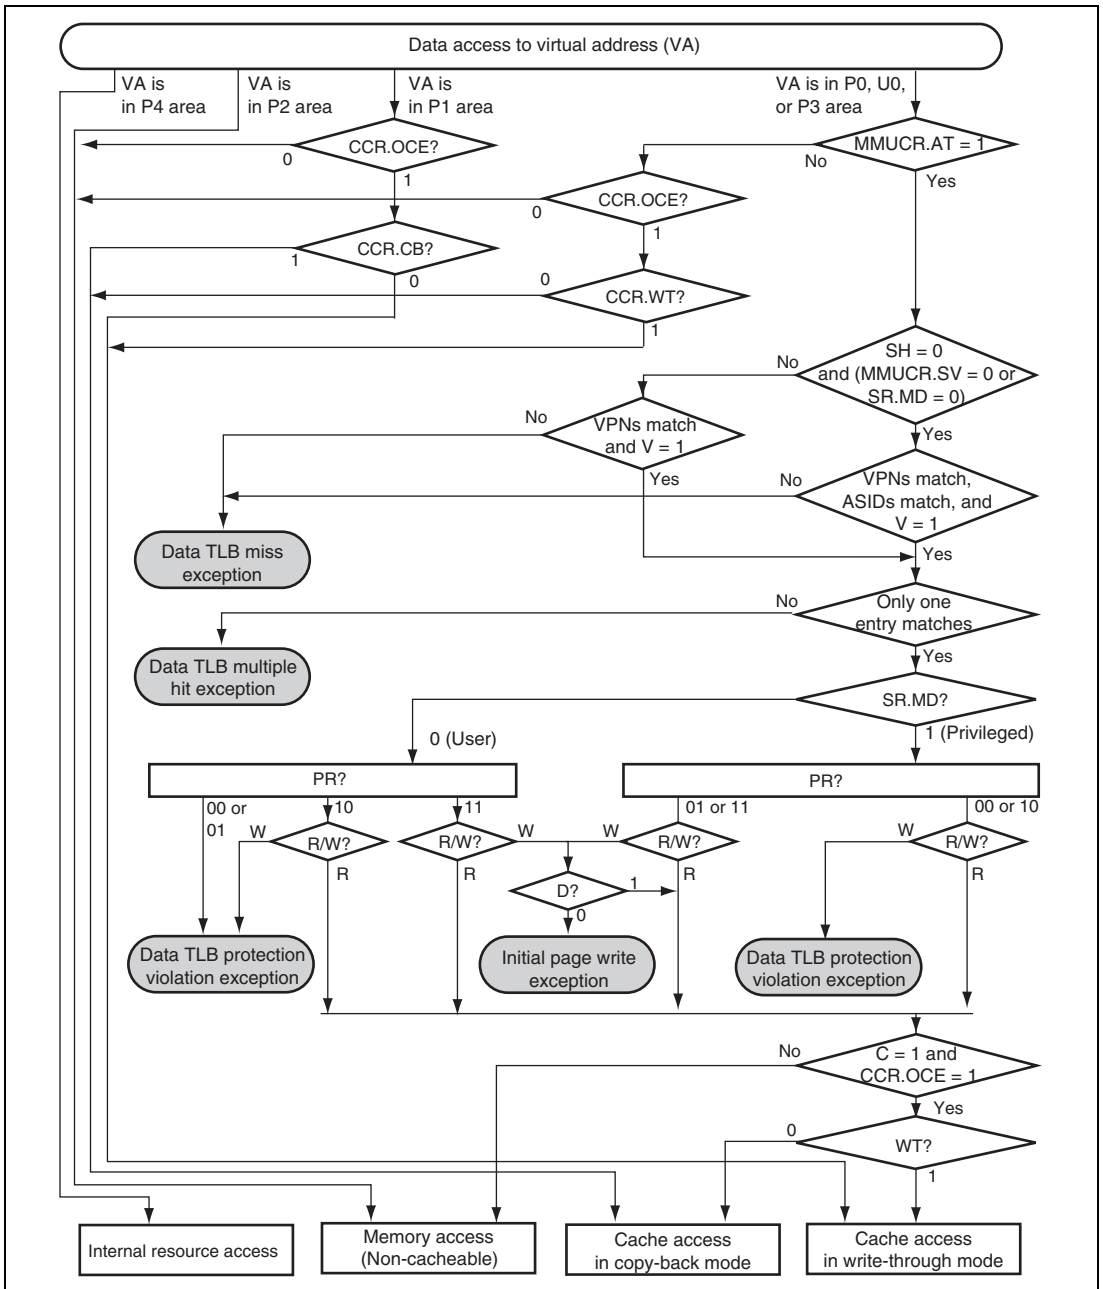 Data access to virtual address (VA)
VA is
in P4 area
VA is
in P2 area
VA is
in P1 area
VA is in P0, U0,
or P3 area
CCR.OCE?
0
1
MMUCR.AT = 1
No
Yes
CCR.OCE?
0
1
CCR.CB?
1
0
CCR.WT?
0
1
SH = 0
and (MMUCR.SV = 0 or
SR.MD = 0)
No
Yes
VPNs match
and V = 1
No
Yes
VPNs match,
ASIDs match, and
V = 1
No
Yes
Data TLB miss
exception
Only one
entry matches
No
Yes
Data TLB multiple
hit exception
SR.MD?
0 (User)
1 (Privileged)
PR?
PR?
00 or
01
10
11
01 or 11
00 or 10
R/W?
W
R
R/W?
W
R
R/W?
W
R
R/W?
W
R
D?
1
0
Data TLB protection
violation exception
Initial page write
exception
Data TLB protection
violation exception
C = 1 and
CCR.OCE = 1
No
Yes
WT?
0
1
Internal resource access
Memory access
(Non-cacheable)
Cache access
in copy-back mode
Cache access
in write-through mode